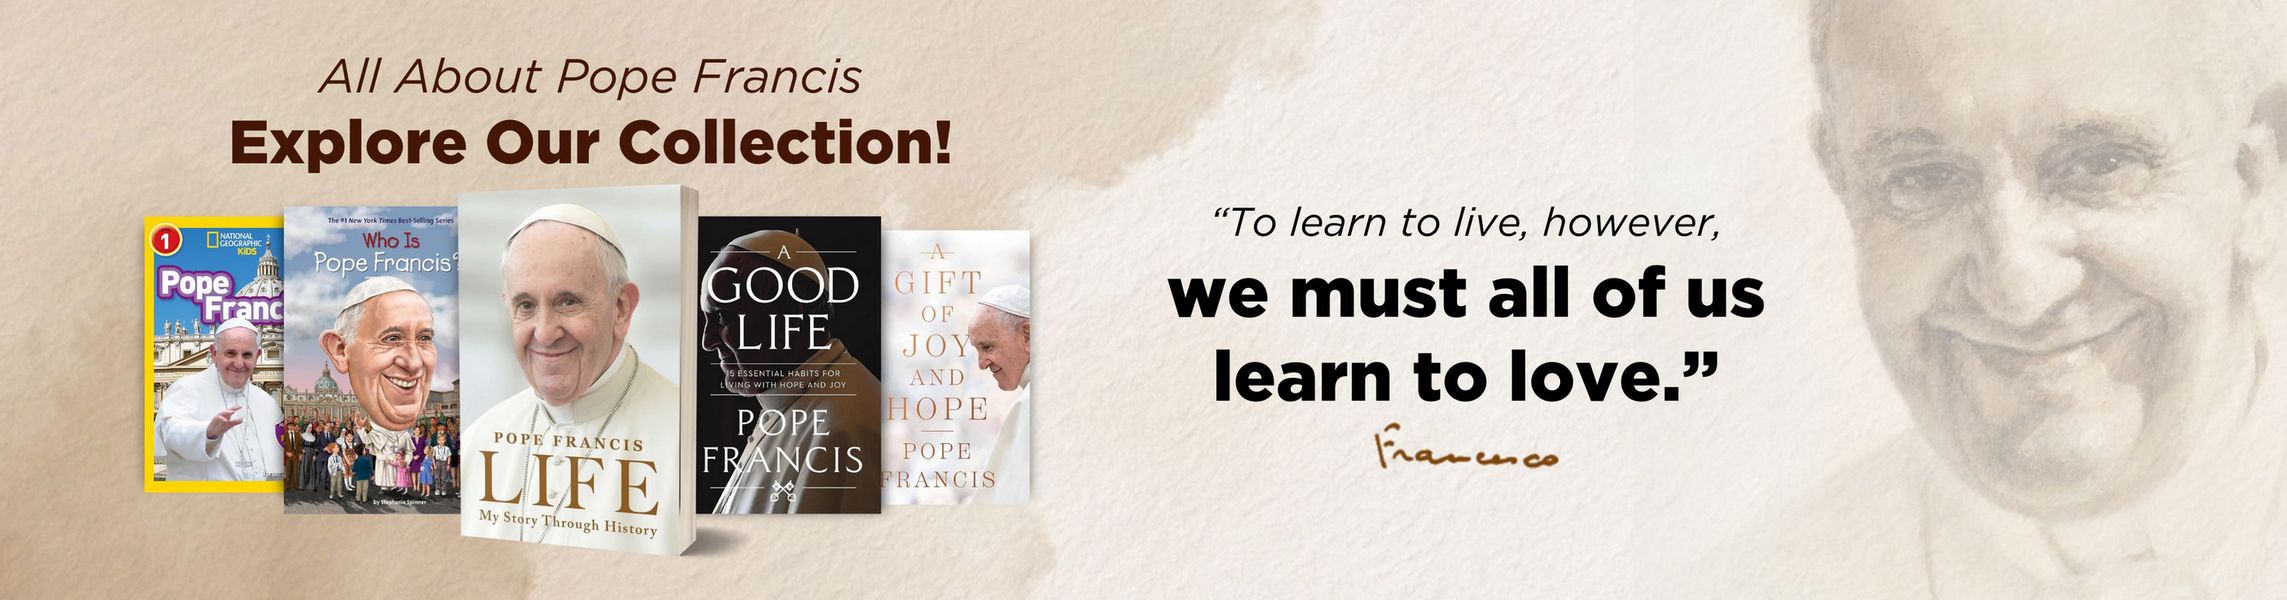 All About Pope Francis
Explore Our Collection!
1
NATIONAL
GEOGRAPHIC
KiDS
Pope
Franc
The #1 New York Times Best-Selling Series
Who Is
Pope Francis?
by Stephanie Spinner
POPE FRANCIS
LIFE
My Story Through History
A
GOOD
LIFE
15 ESSENTIAL HABITS FOR
LIVING WITH HOPE AND JOY
POPE
FRANCIS
A
GIFT
OF
JOY
AND
HOPE
POPE
FRANCIS
“To learn to live, however,
we must all of us
learn to love.”
Francesco